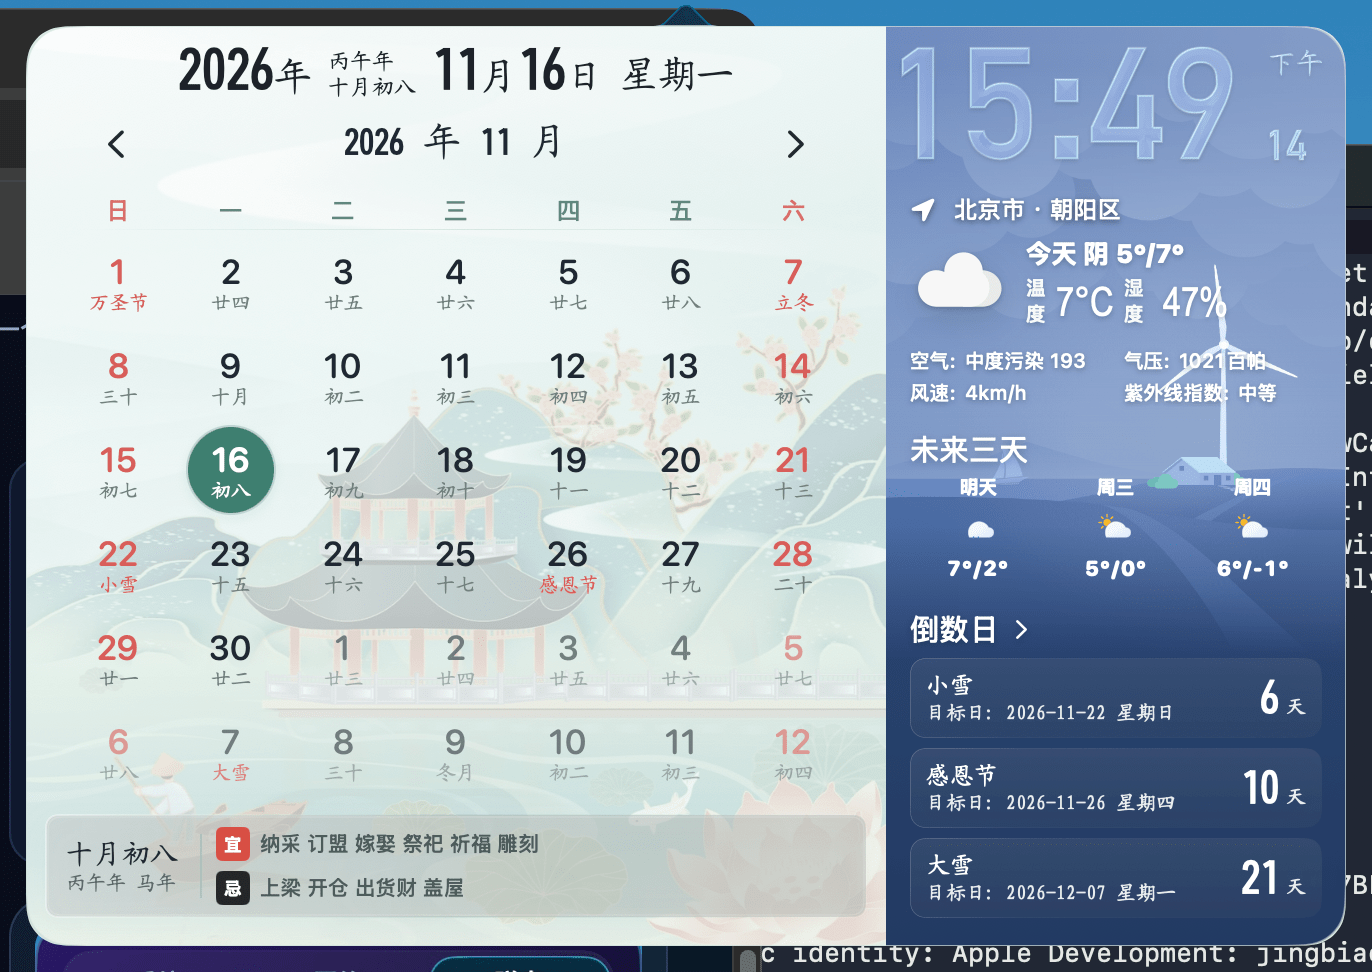 2026年 丙午年 十月初八 11月16日 星期一
2026 年 11 月
日 一 二 三 四 五 六
1 2 3 4 5 6 7
万圣节 廿四 廿五 廿六 廿七 廿八 立冬
8 9 10 11 12 13 14
三十 十月 初二 初三 初四 初五 初六
15 16 17 18 19 20 21
初七 初八 初九 初十 十一 十二 十三
22 23 24 25 26 27 28
小雪 十五 十六 十七 感恩节 十九 二十
29 30 1 2 3 4 5
廿一 廿二 廿三 廿四 廿五 廿六 廿七
6 7 8 9 10 11 12
廿八 大雪 三十 冬月 初二 初三 初四
十月初八
丙午年 马年
宜 纳采 订盟 嫁娶 祭祀 祈福 雕刻
忌 上梁 开仓 出货财 盖屋
15:49 下午 14
北京市 · 朝阳区
今天 阴 5°/7°
温度 7°C 湿度 47%
空气: 中度污染 193 气压: 1021百帕
风速: 4km/h 紫外线指数: 中等
未来三天
明天 周三 周四
7°/2° 5°/0° 6°/-1°
倒数日
小雪
目标日: 2026-11-22 星期日
6 天
感恩节
目标日: 2026-11-26 星期四
10 天
大雪
目标日: 2026-12-07 星期一
21 天
c identity: Apple Development: jingbiao